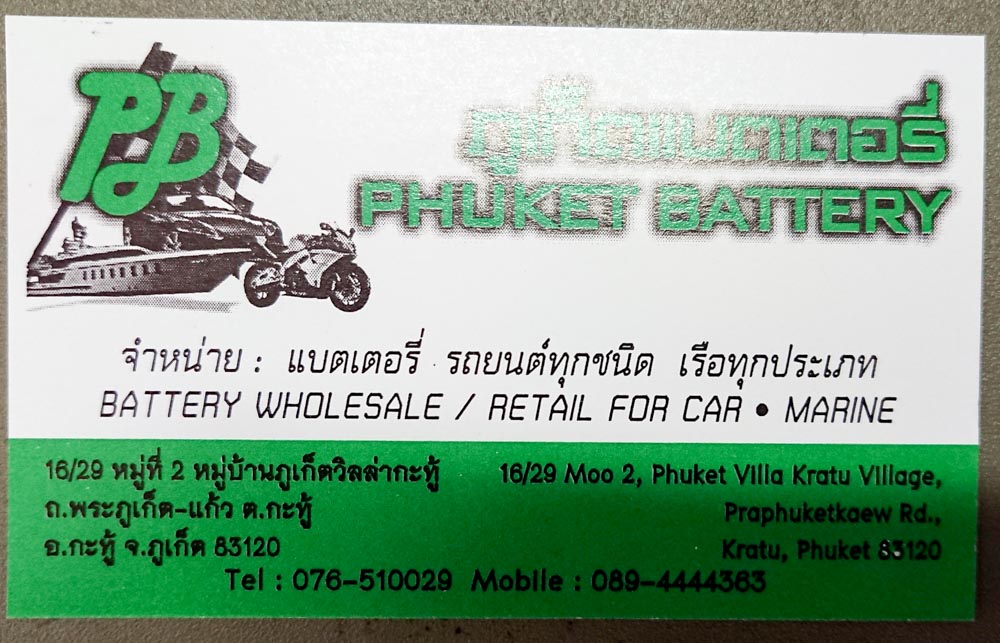 PB
ภูเก็ตแบตเตอรี่
PHUKET BATTERY
จำหน่าย : แบตเตอรี่ รถยนต์ทุกชนิด เรือทุกประเภท
BATTERY WHOLESALE / RETAIL FOR CAR • MARINE
16/29 หมู่ที่ 2 หมู่บ้านภูเก็ตวิลล่ากะทู้
ถ.พระภูเก็ต-แก้ว ต.กะทู้
อ.กะทู้ จ.ภูเก็ต 83120
16/29 Moo 2, Phuket Villa Kratu Village,
Praphuketkaew Rd.,
Kratu, Phuket 83120
Tel : 076-510029 Mobile : 089-4444363